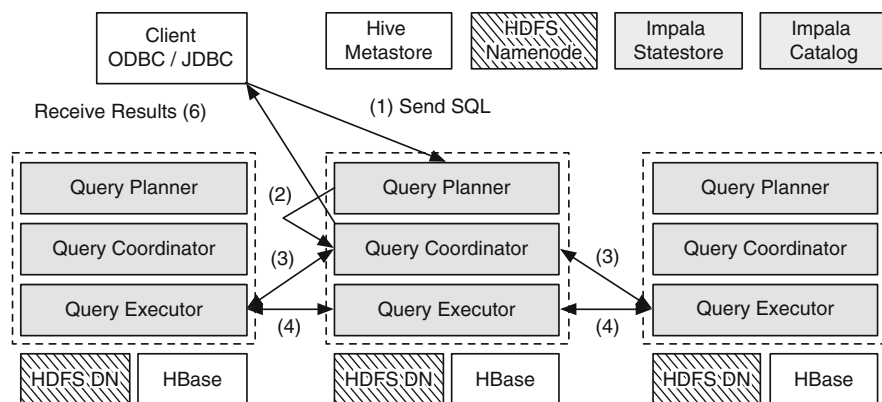 Client
ODBC / JDBC
Hive
Metastore
HDFS
Namenode
Impala
Statestore
Impala
Catalog
Receive Results (6)
(1) Send SQL
Query Planner
Query Coordinator
Query Executor
(2)
(3)
(4)
Query Planner
Query Coordinator
Query Executor
(3)
(4)
Query Planner
Query Coordinator
Query Executor
HDFS DN
HBase
HDFS DN
HBase
HDFS DN
HBase